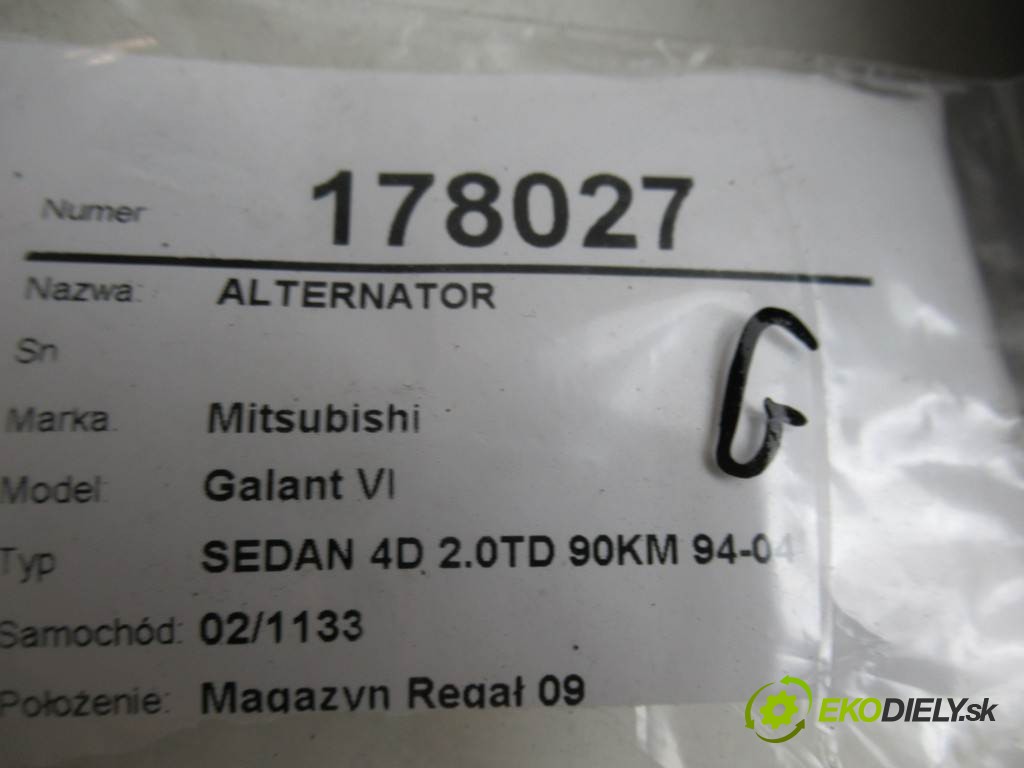 Numer 178027
Nazwa: ALTERNATOR
Sn
Marka: Mitsubishi
Model: Galant VI
Typ SEDAN 4D 2.0TD 90KM 94-04
Samochód: 02/1133
Położenie: Magazyn Regał 09
G
EKODIELY.sk